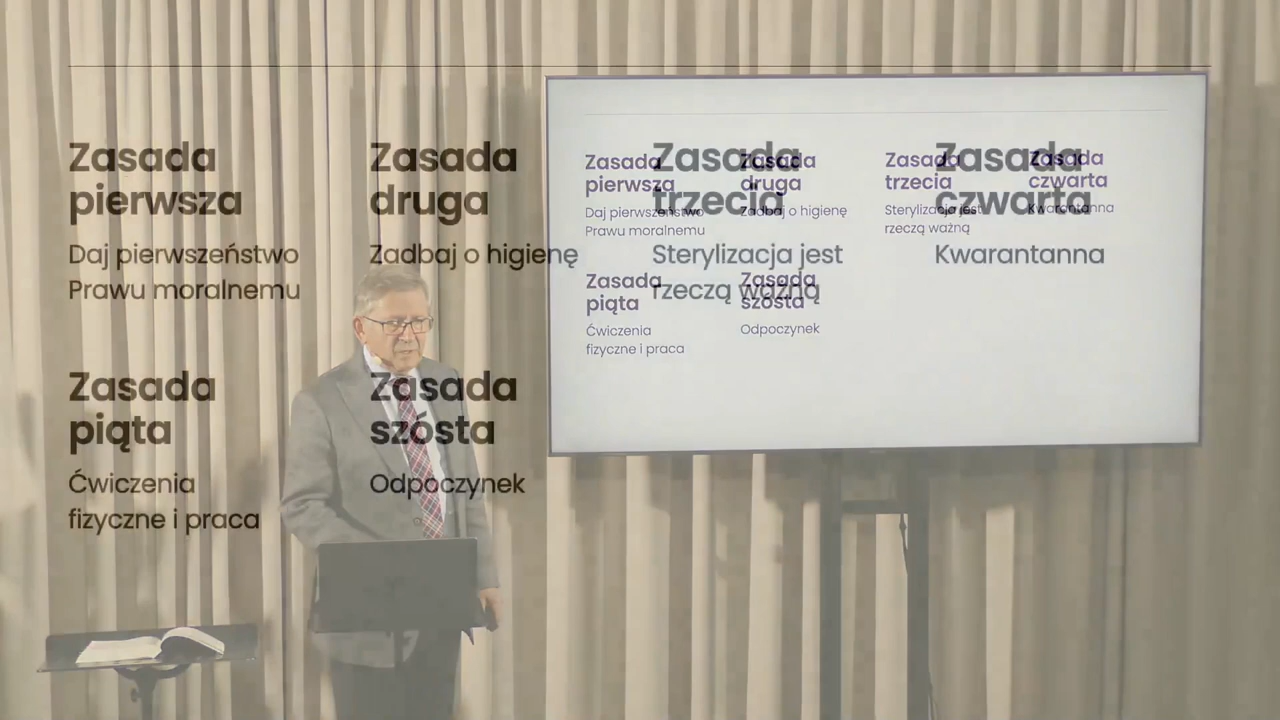 Zasada
pierwsza
Daj pierwszeństwo
Prawu moralnemu
Zasada
druga
Zadbaj o higienę
Zasada
trzecia
Sterylizacja jest
rzeczą ważną
Zasada
czwarta
Kwarantanna
Zasada
piąta
Ćwiczenia
fizyczne i praca
Zasada
szósta
Odpoczynek
Zasada
pierwsza
Daj pierwszeństwo
Prawu moralnemu
Zasada
druga
Zadbaj o higienę
Zasada
trzecia
Sterylizacja jest
rzeczą ważną
Zasada
czwarta
Kwarantanna
Zasada
piąta
Ćwiczenia
fizyczne i praca
Zasada
szósta
Odpoczynek